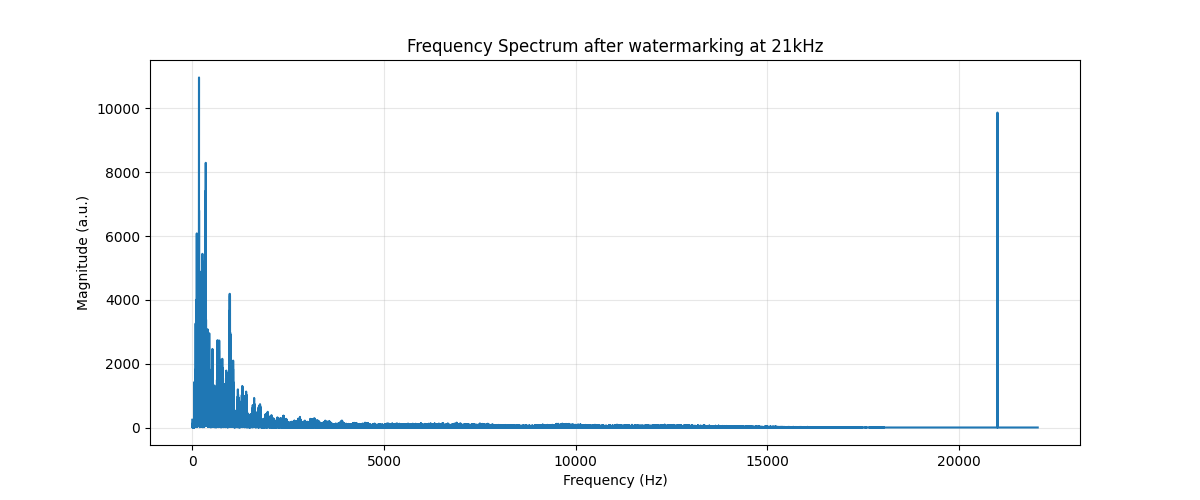 Frequency Spectrum after watermarking at 21kHz
Magnitude (a.u.)
10000
8000
6000
4000
2000
0
0 5000 10000 15000 20000
Frequency (Hz)